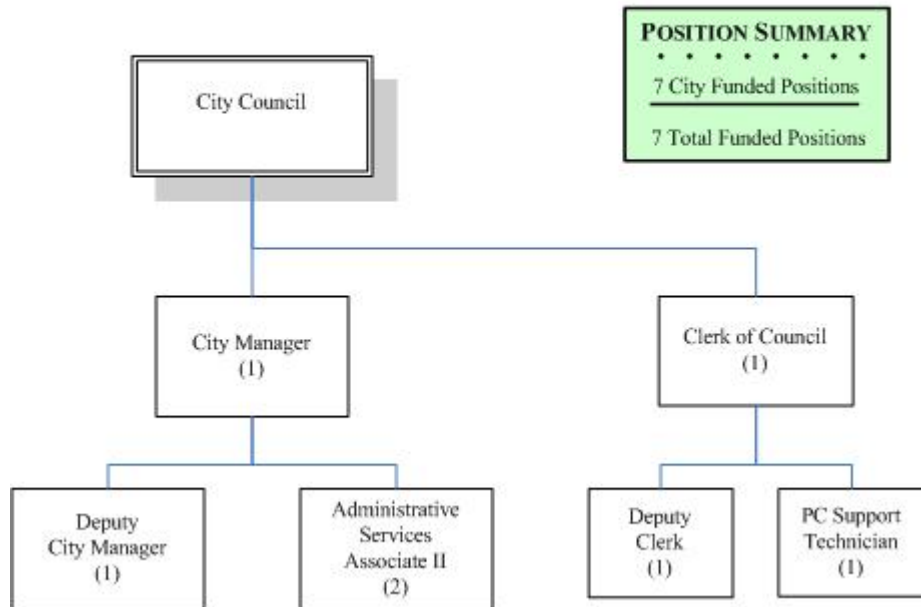 POSITION SUMMARY
7 City Funded Positions
7 Total Funded Positions
City Council
City Manager
(1)
Clerk of Council
(1)
Deputy
City Manager
(1)
Administrative
Services
Associate II
(2)
Deputy
Clerk
(1)
PC Support
Technician
(1)